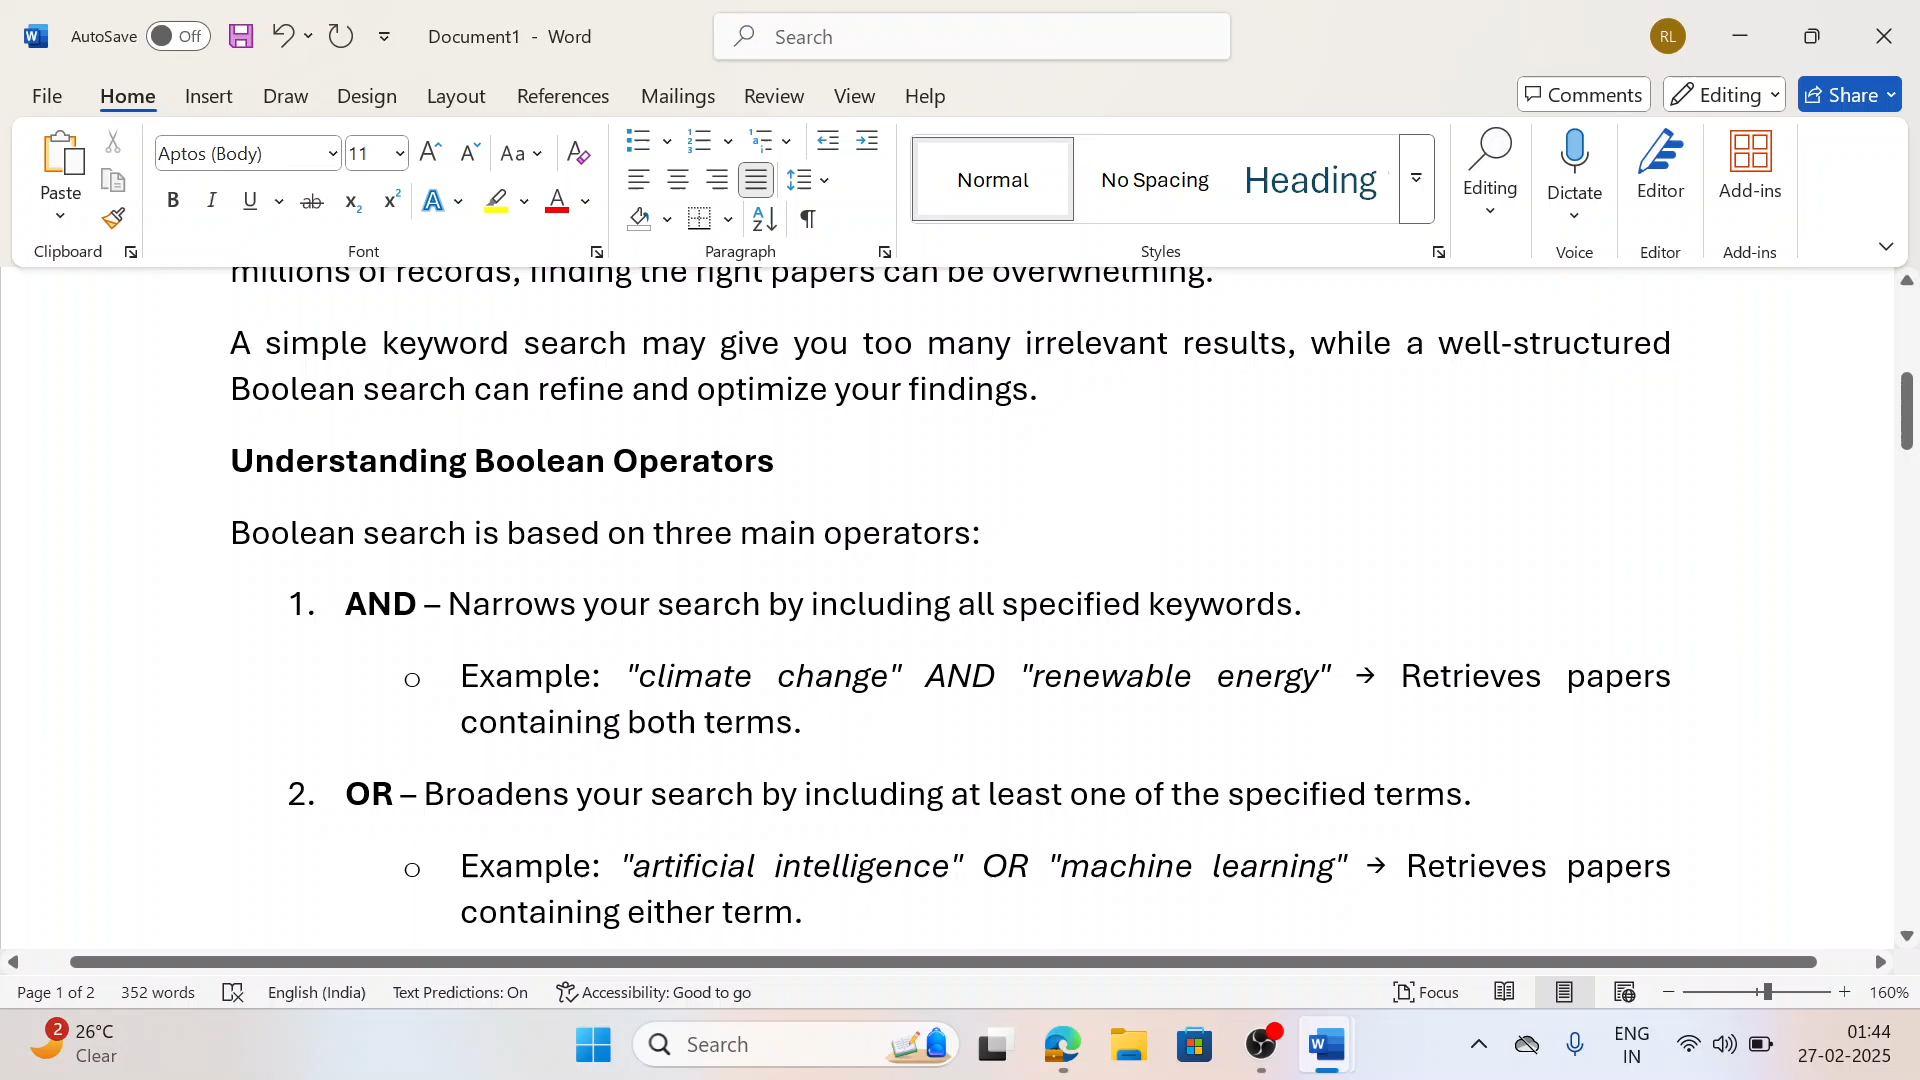 AutoSave Off Document1 - Word Search RL
File Home Insert Draw Design Layout References Mailings Review View Help Comments Editing Share
Paste Aptos (Body) 11 Aa Normal No Spacing Heading Editing Dictate Editor Add-ins
B I U ab x₂ x² A A
Clipboard Font Paragraph Styles Voice Editor Add-ins
millions of records, finding the right papers can be overwhelming.
A simple keyword search may give you too many irrelevant results, while a well-structured
Boolean search can refine and optimize your findings.
Understanding Boolean Operators
Boolean search is based on three main operators:
1. AND – Narrows your search by including all specified keywords.
o Example: "climate change" AND "renewable energy" → Retrieves papers
containing both terms.
2. OR – Broadens your search by including at least one of the specified terms.
o Example: "artificial intelligence" OR "machine learning" → Retrieves papers
containing either term.
Page 1 of 2 352 words English (India) Text Predictions: On Accessibility: Good to go Focus 160%
2 26°C Search ENG 01:44
Clear IN 27-02-2025